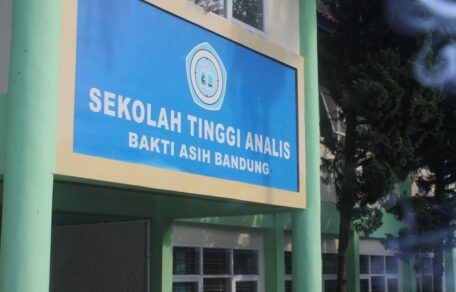 SEKOLAH TINGGI ANALIS
BAKTI ASIH BANDUNG